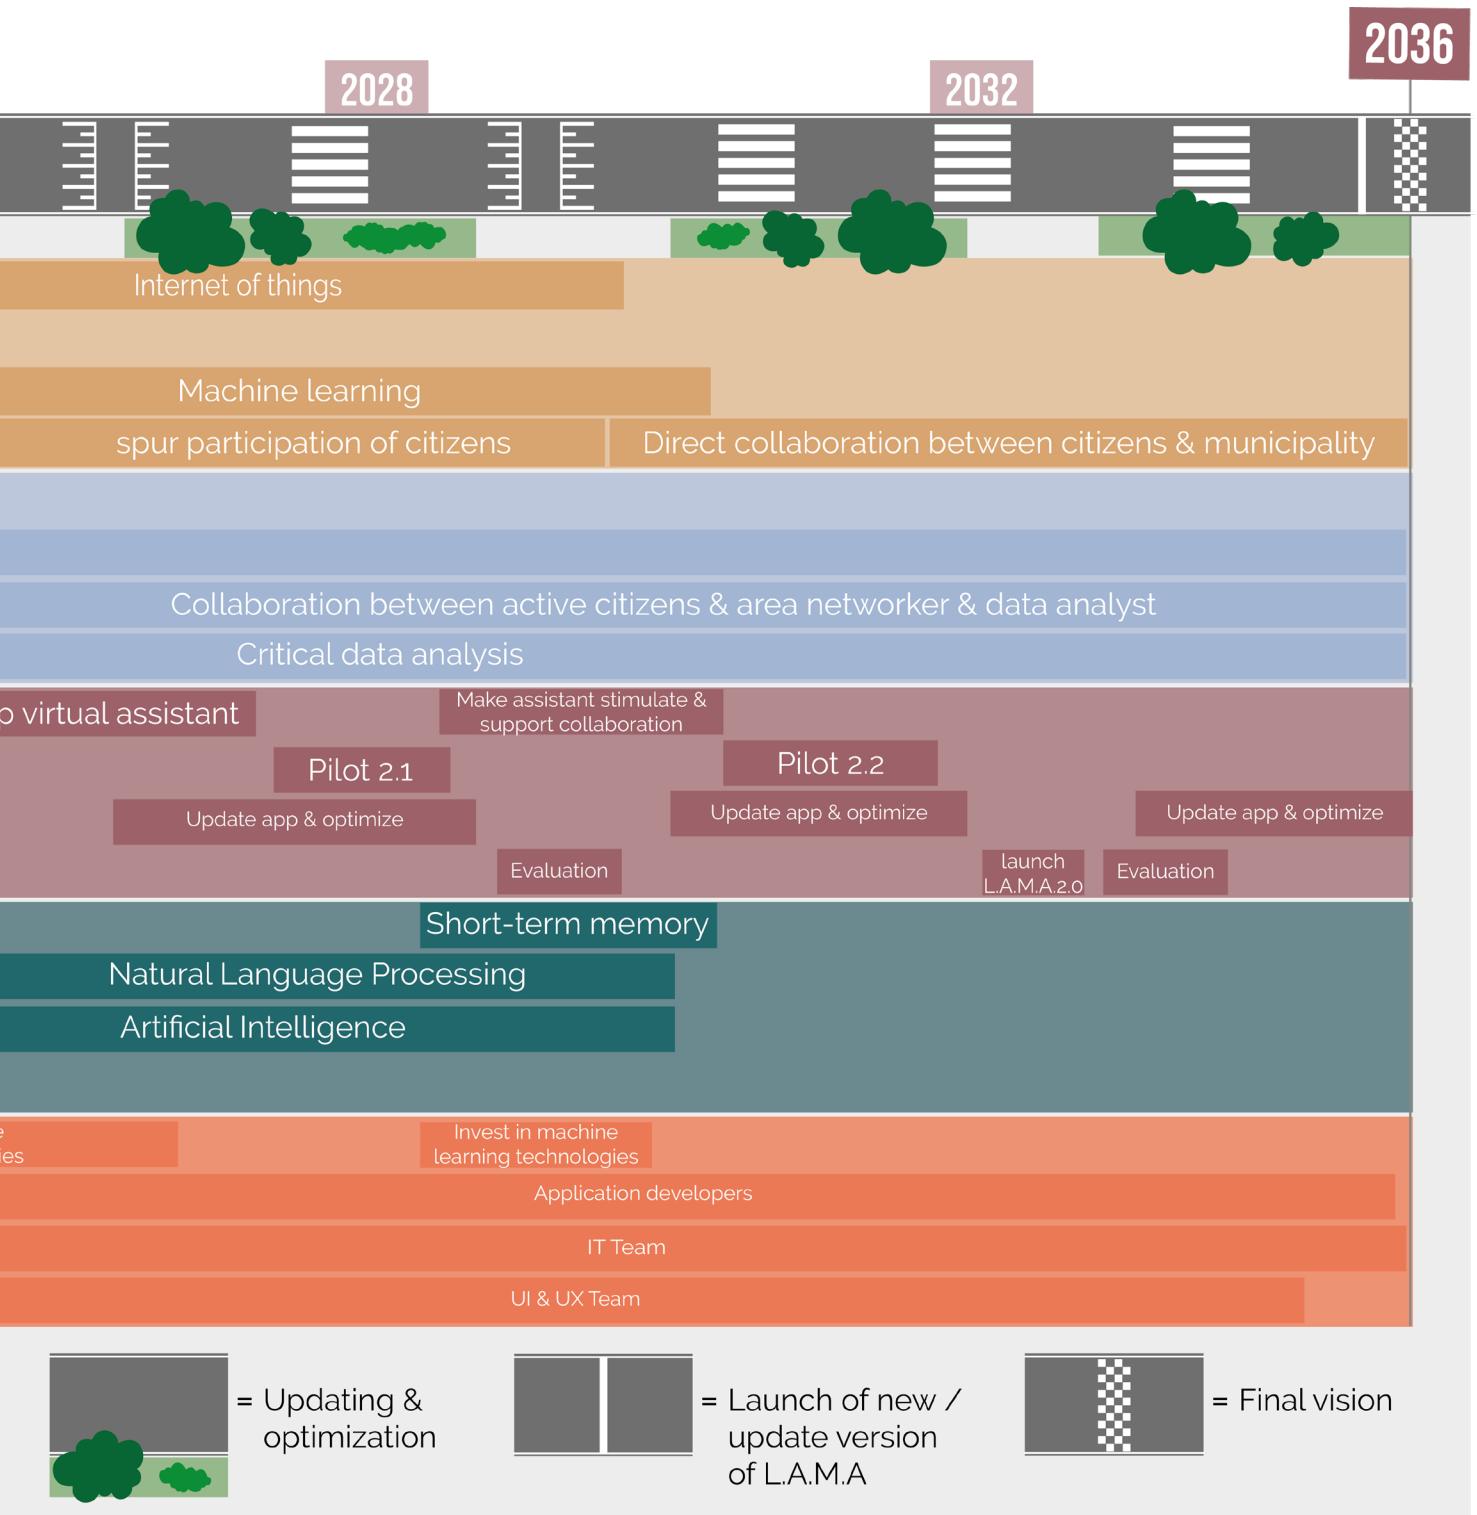 2028
2032
2036
Internet of things
Machine learning
spur participation of citizens
Direct collaboration between citizens & municipality
Collaboration between active citizens & area networker & data analyst
Critical data analysis
virtual assistant
Make assistant stimulate &
support collaboration
Pilot 2.1
Pilot 2.2
Update app & optimize
Update app & optimize
Update app & optimize
Evaluation
launch
L.A.M.A.2.0
Evaluation
Short-term memory
Natural Language Processing
Artificial Intelligence
Invest in machine
learning technologies
Application developers
IT Team
UI & UX Team
= Updating &
optimization
= Launch of new /
update version
of L.A.M.A
= Final vision